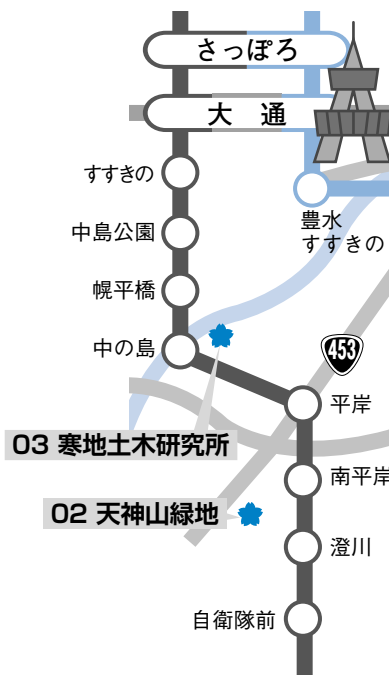 さっぽろ
大 通
すすきの
豊水
すすきの
中島公園
幌平橋
中の島
453
平岸
03 寒地土木研究所
南平岸
02 天神山緑地
澄川
自衛隊前